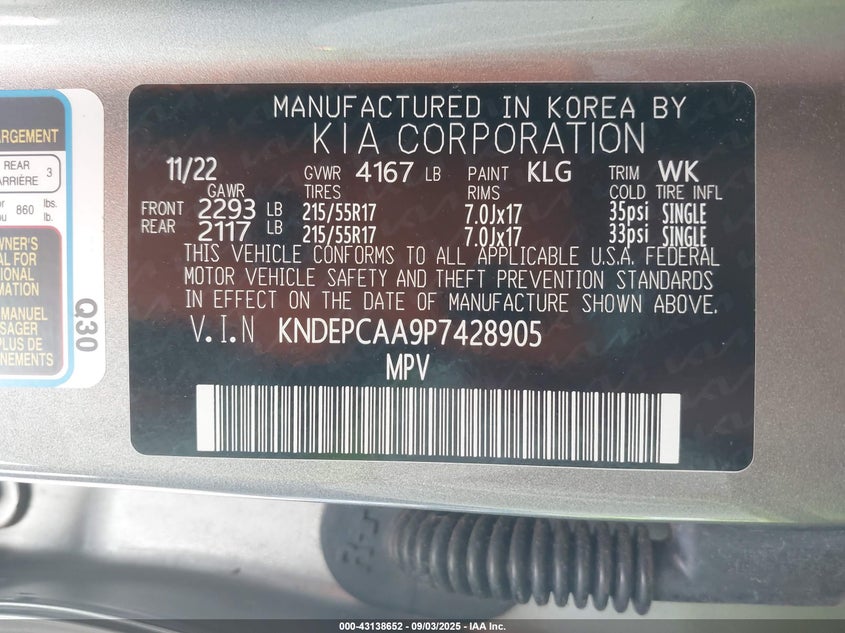 ARGEMENT
REAR
ARRIÈRE 3
or
ou 860 lbs.
lb.
WNER'S
AL FOR
IONAL
MATION
MANUEL
SAGER
PLUS DE
NEMENTS
Q30
MANUFACTURED IN KOREA BY
KIA CORPORATION
11/22 GVWR 4167 LB PAINT KLG TRIM WK
GAWR TIRES RIMS COLD TIRE INFL
FRONT 2293 LB 215/55R17 7.0Jx17 35psi SINGLE
REAR 2117 LB 215/55R17 7.0Jx17 33psi SINGLE
THIS VEHICLE CONFORMS TO ALL APPLICABLE U.S.A. FEDERAL
MOTOR VEHICLE SAFETY AND THEFT PREVENTION STANDARDS
IN EFFECT ON THE DATE OF MANUFACTURE SHOWN ABOVE.
V.I.N KNDEPCAA9P7428905
MPV
000-43138652 - 09/03/2025 - IAA Inc.